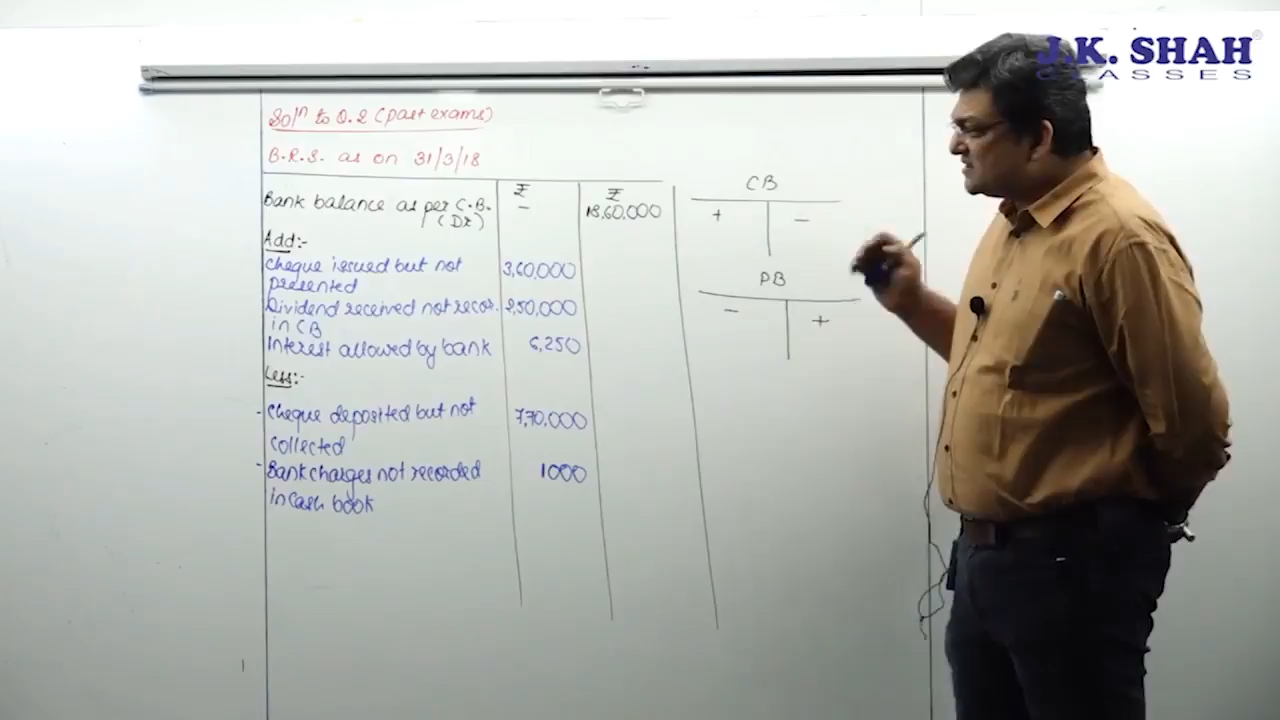 J.K. SHAH
CLASSES
Sol^n to Q.2 (past exams)
B.R.S. as on 31/3/18
₹ ₹
Bank balance as per C.B. – 18,60,000
(Dr)
Add:-
Cheque issued but not 3,60,000
presented
Dividend received not recor. 2,50,000
in CB
Interest allowed by bank 6,250
Less:-
- Cheque deposited but not 7,70,000
collected
- Bank charges not recorded 1000
in cash book
CB
+ –
PB
– +